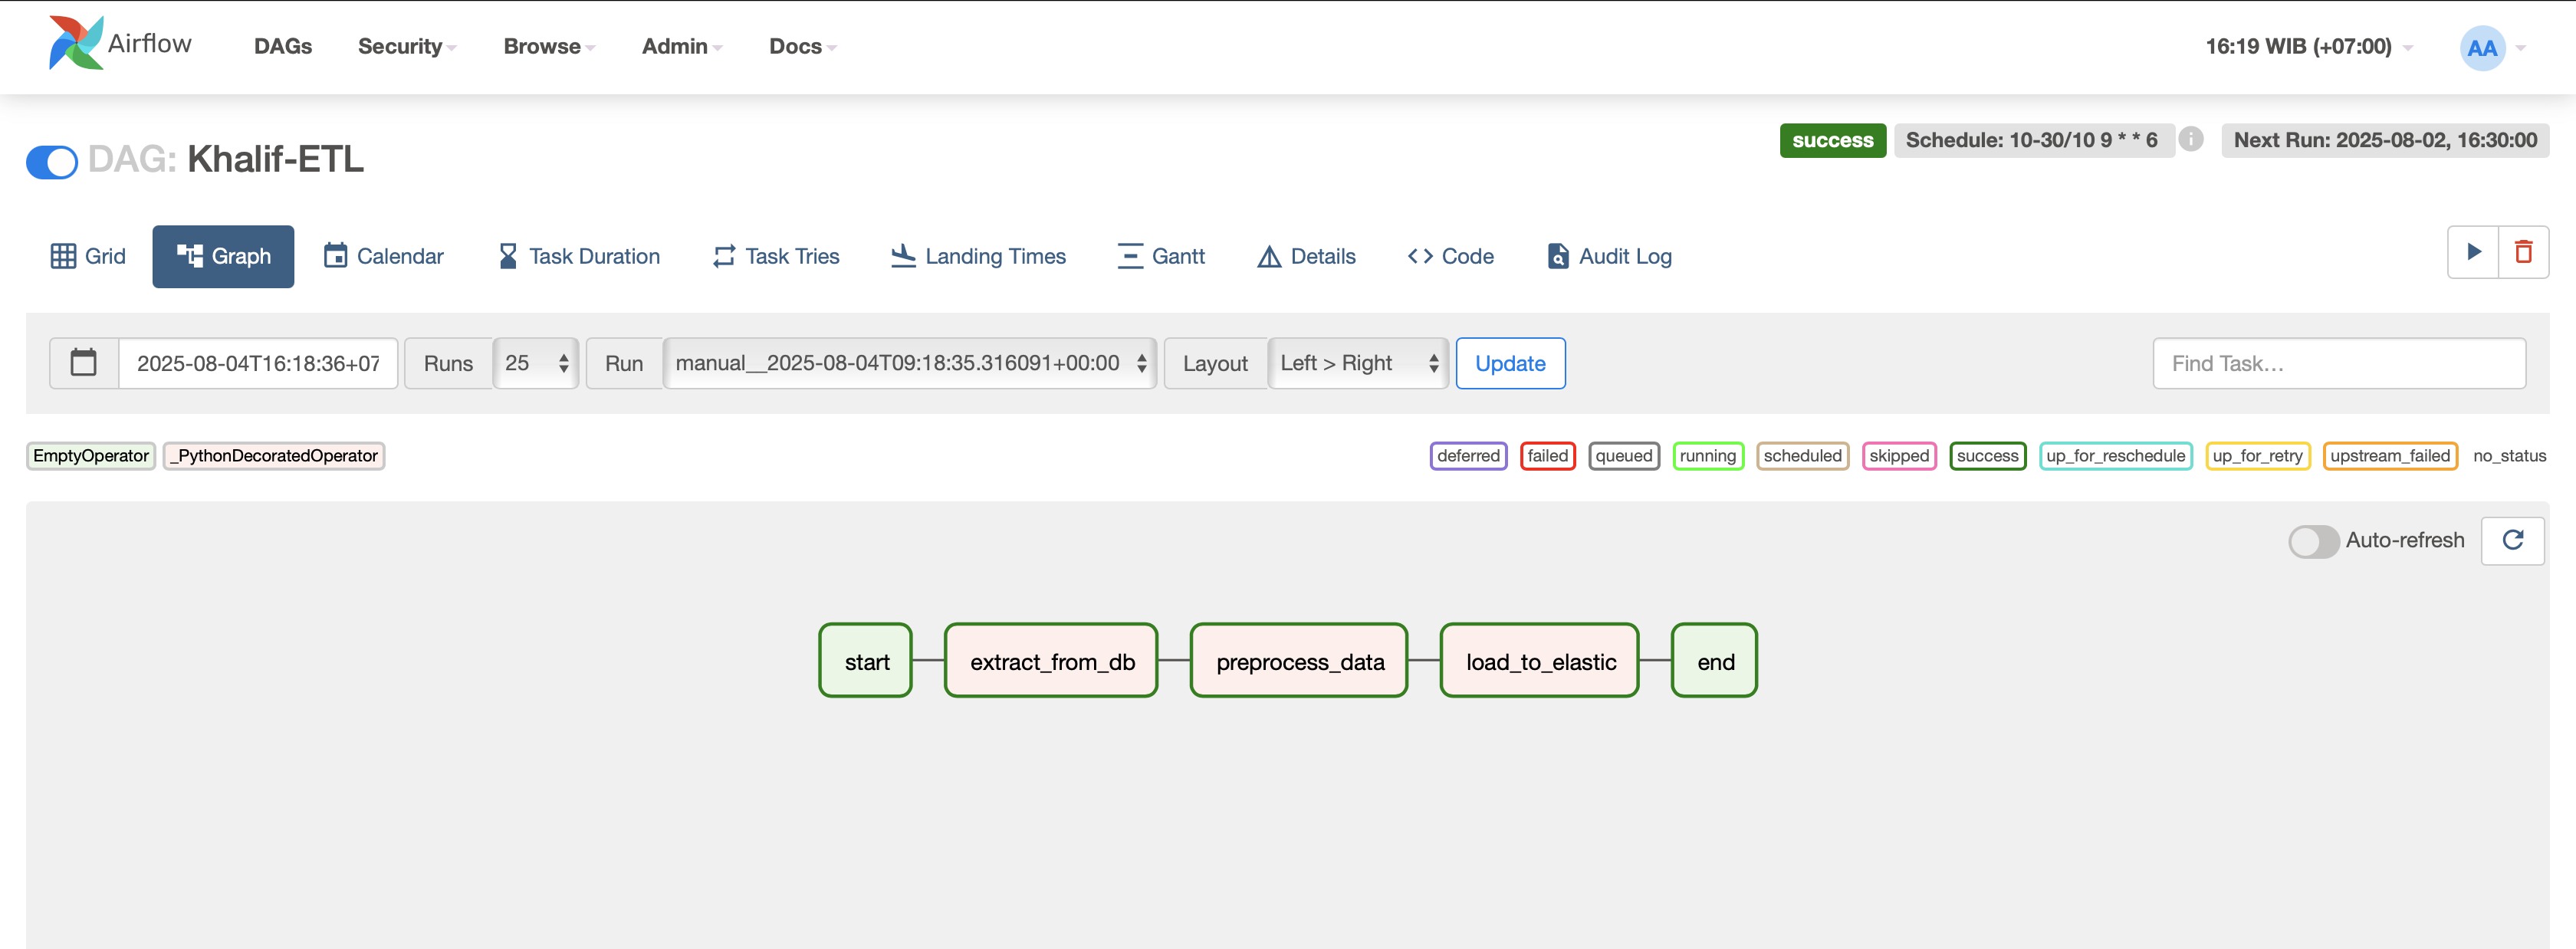 Airflow DAGs Security Browse Admin Docs 16:19 WIB (+07:00) AA
DAG: Khalif-ETL success Schedule: 10-30/10 9 * * 6 i Next Run: 2025-08-02, 16:30:00
Grid Graph Calendar Task Duration Task Tries Landing Times Gantt Details Code Audit Log
2025-08-04T16:18:36+07 Runs 25 Run manual__2025-08-04T09:18:35.316091+00:00 Layout Left > Right Update Find Task…
EmptyOperator _PythonDecoratedOperator deferred failed queued running scheduled skipped success up_for_reschedule up_for_retry upstream_failed no_status
Auto-refresh
start extract_from_db preprocess_data load_to_elastic end